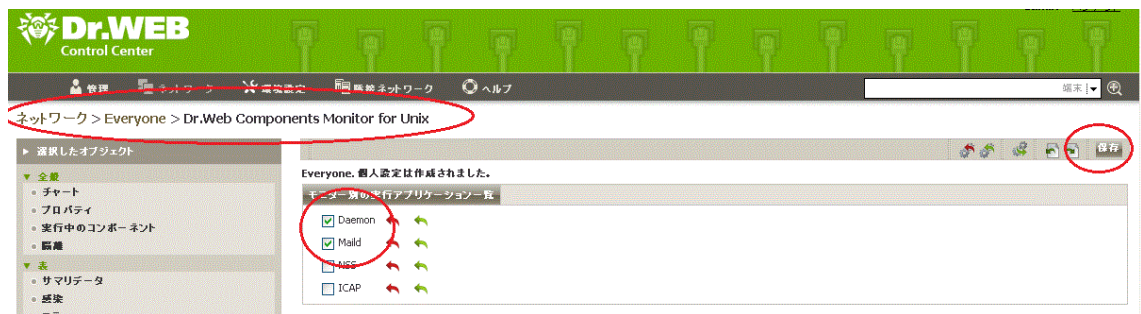 Dr.WEB
Control Center
管理 ネットワーク 環境設定 隣接ネットワーク ヘルプ
端末
ネットワーク > Everyone > Dr.Web Components Monitor for Unix
選択したオブジェクト
保存
全般
チャート
プロパティ
実行中のコンポーネント
隔離
表
サマリデータ
感染
Everyone. 個人設定は作成されました。
モニター別の実行アプリケーション一覧
Daemon
Maild
NSS
ICAP